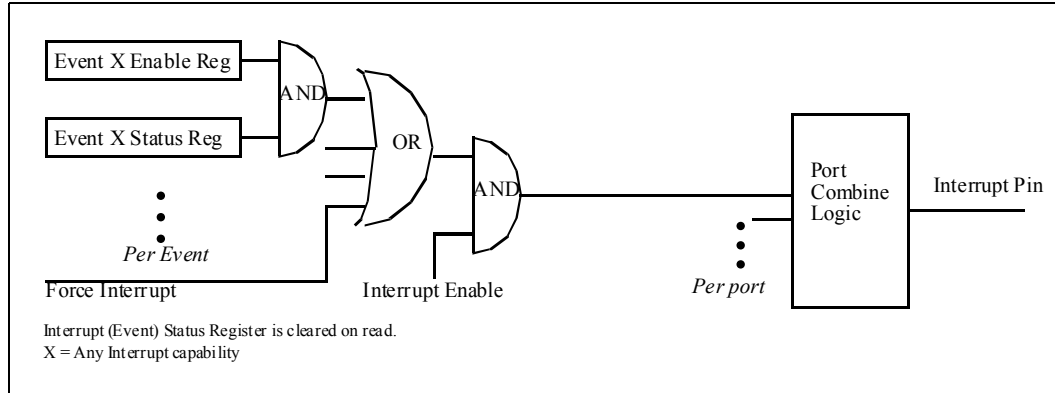 Event X Enable Reg
AND
Event X Status Reg
OR
AND
Port
Combine
Logic
Interrupt Pin
Per Event
Per port
Force Interrupt
Interrupt Enable
Interrupt (Event) Status Register is cleared on read.
X = Any Interrupt capability